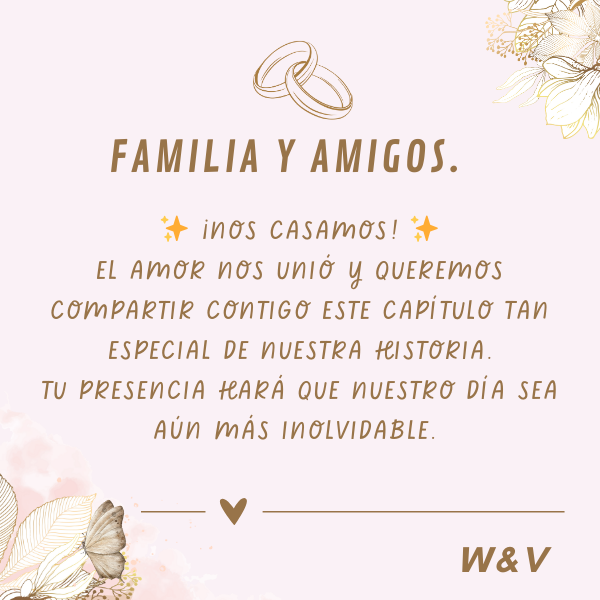 FAMILIA Y AMIGOS.
✨ ¡NOS CASAMOS! ✨
EL AMOR NOS UNIÓ Y QUEREMOS
COMPARTIR CONTIGO ESTE CAPÍTULO TAN
ESPECIAL DE NUESTRA HISTORIA.
TU PRESENCIA HARÁ QUE NUESTRO DÍA SEA
AÚN MÁS INOLVIDABLE.
W&V